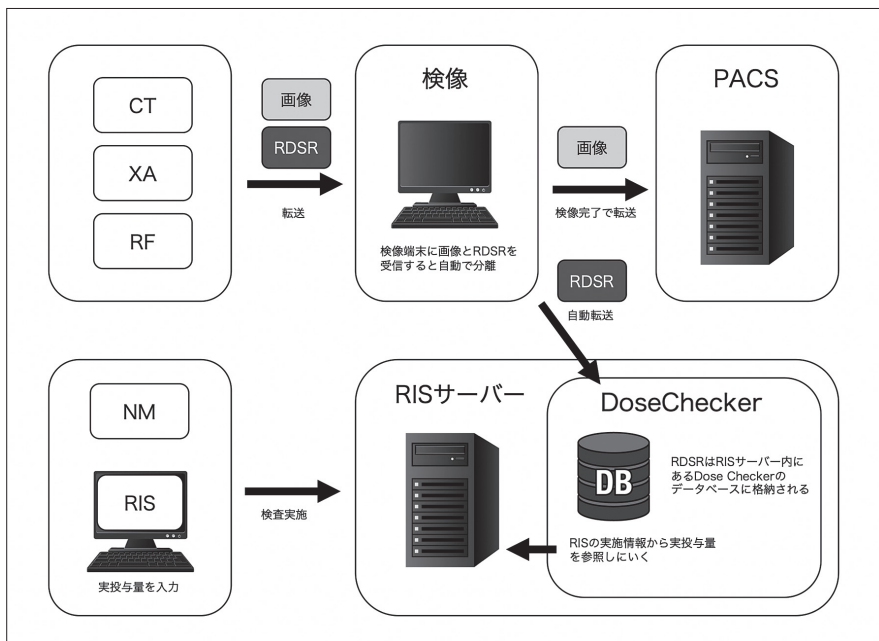 CT
XA
RF
画像
RDSR
転送
検像
検像端末に画像とRDSRを
受信すると自動で分離
画像
検像完了で転送
PACS
RDSR
自動転送
NM
RIS
実投与量を入力
検査実施
RISサーバー
DoseChecker
DB
RDSRはRISサーバー内に
あるDose Checkerの
データベースに格納される
RISの実施情報から実投与量
を参照しにいく